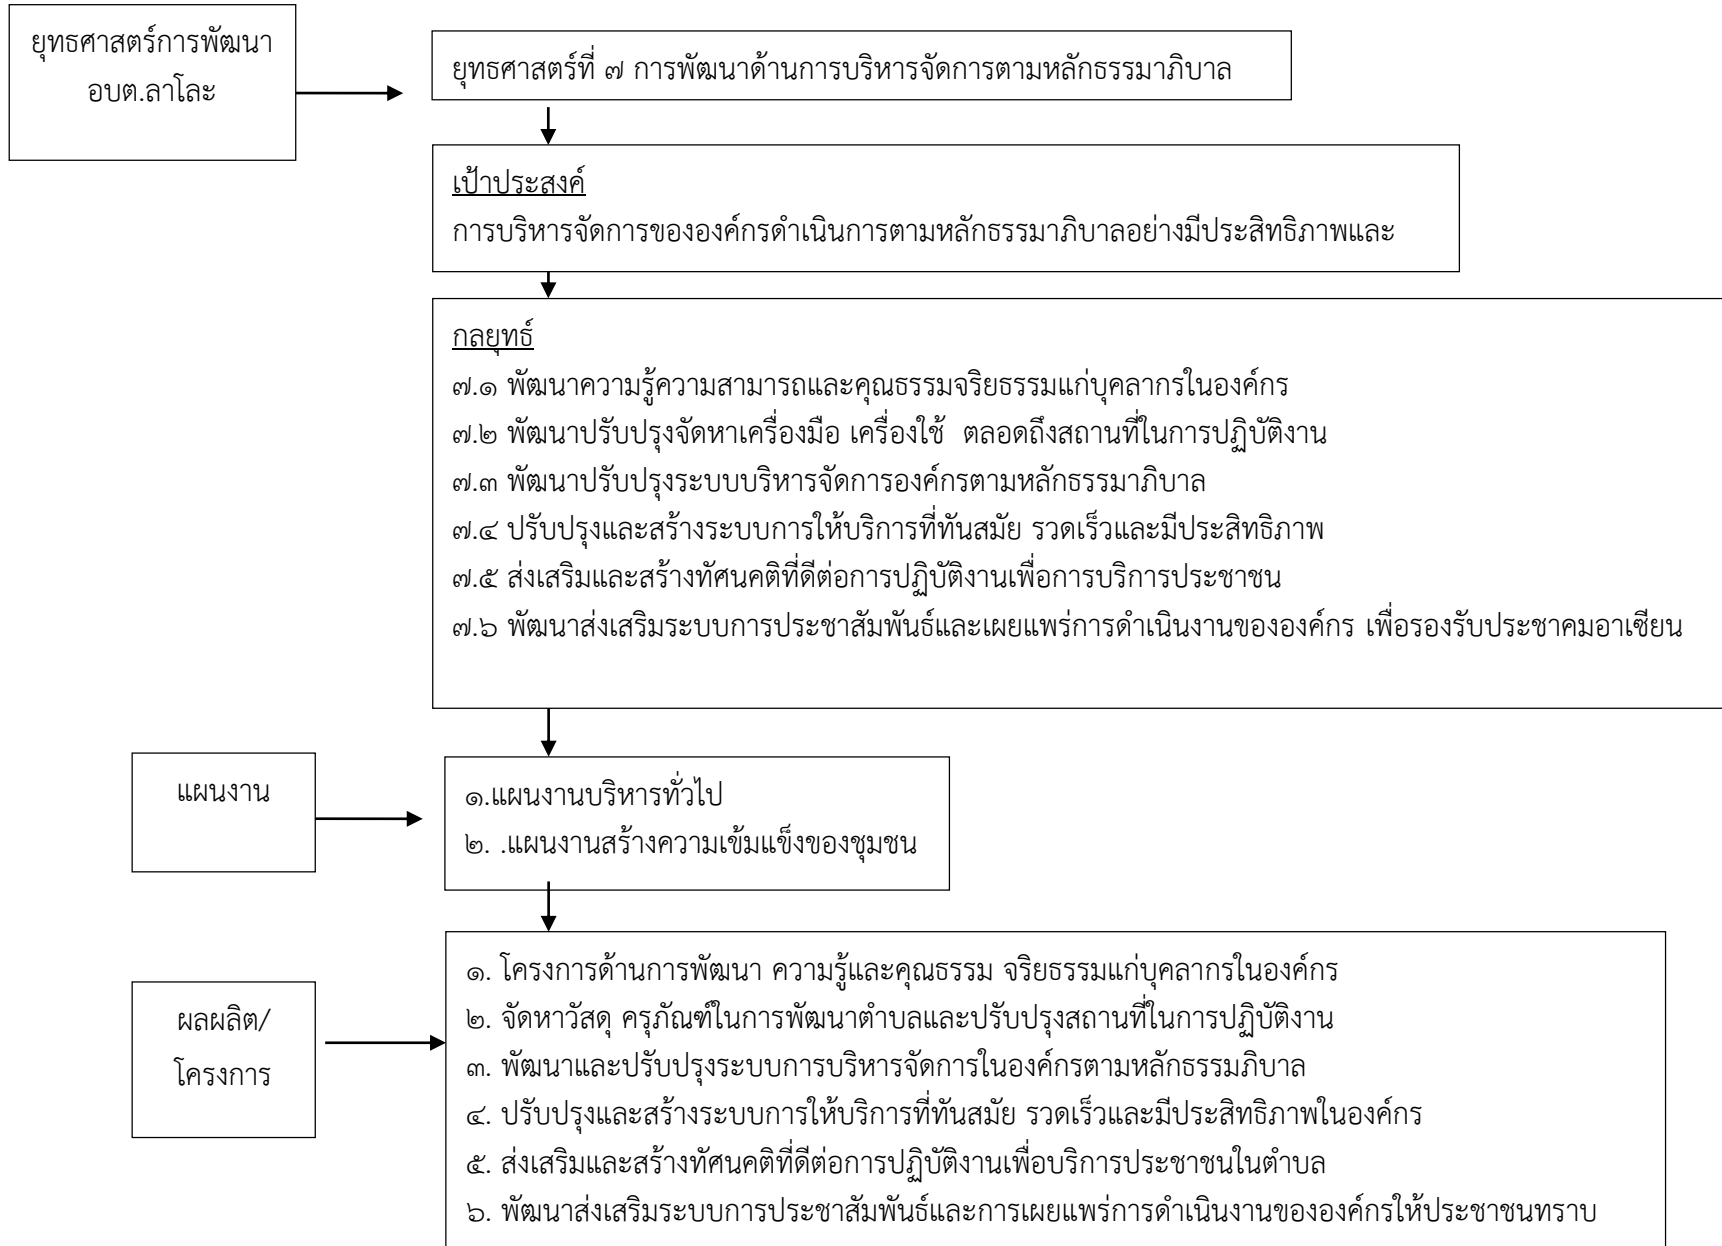 ยุทธศาสตร์การพัฒนา
อบต.ลาโละ
ยุทธศาสตร์ที่ ๗ การพัฒนาด้านการบริหารจัดการตามหลักธรรมาภิบาล
เป้าประสงค์
การบริหารจัดการขององค์กรดำเนินการตามหลักธรรมาภิบาลอย่างมีประสิทธิภาพและ
กลยุทธ์
๗.๑ พัฒนาความรู้ความสามารถและคุณธรรมจริยธรรมแก่บุคลากรในองค์กร
๗.๒ พัฒนาปรับปรุงจัดหาเครื่องมือ เครื่องใช้  ตลอดถึงสถานที่ในการปฏิบัติงาน
๗.๓ พัฒนาปรับปรุงระบบบริหารจัดการองค์กรตามหลักธรรมาภิบาล
๗.๔ ปรับปรุงและสร้างระบบการให้บริการที่ทันสมัย รวดเร็วและมีประสิทธิภาพ
๗.๕ ส่งเสริมและสร้างทัศนคติที่ดีต่อการปฏิบัติงานเพื่อการบริการประชาชน
๗.๖ พัฒนาส่งเสริมระบบการประชาสัมพันธ์และเผยแพร่การดำเนินงานขององค์กร เพื่อรองรับประชาคมอาเซียน
แผนงาน
๑.แผนงานบริหารทั่วไป
๒. .แผนงานสร้างความเข้มแข็งของชุมชน
ผลผลิต/
โครงการ
๑. โครงการด้านการพัฒนา ความรู้และคุณธรรม จริยธรรมแก่บุคลากรในองค์กร
๒. จัดหาวัสดุ ครุภัณฑ์ในการพัฒนาตำบลและปรับปรุงสถานที่ในการปฏิบัติงาน
๓. พัฒนาและปรับปรุงระบบการบริหารจัดการในองค์กรตามหลักธรรมภิบาล
๔. ปรับปรุงและสร้างระบบการให้บริการที่ทันสมัย รวดเร็วและมีประสิทธิภาพในองค์กร
๕. ส่งเสริมและสร้างทัศนคติที่ดีต่อการปฏิบัติงานเพื่อบริการประชาชนในตำบล
๖. พัฒนาส่งเสริมระบบการประชาสัมพันธ์และการเผยแพร่การดำเนินงานขององค์กรให้ประชาชนทราบ